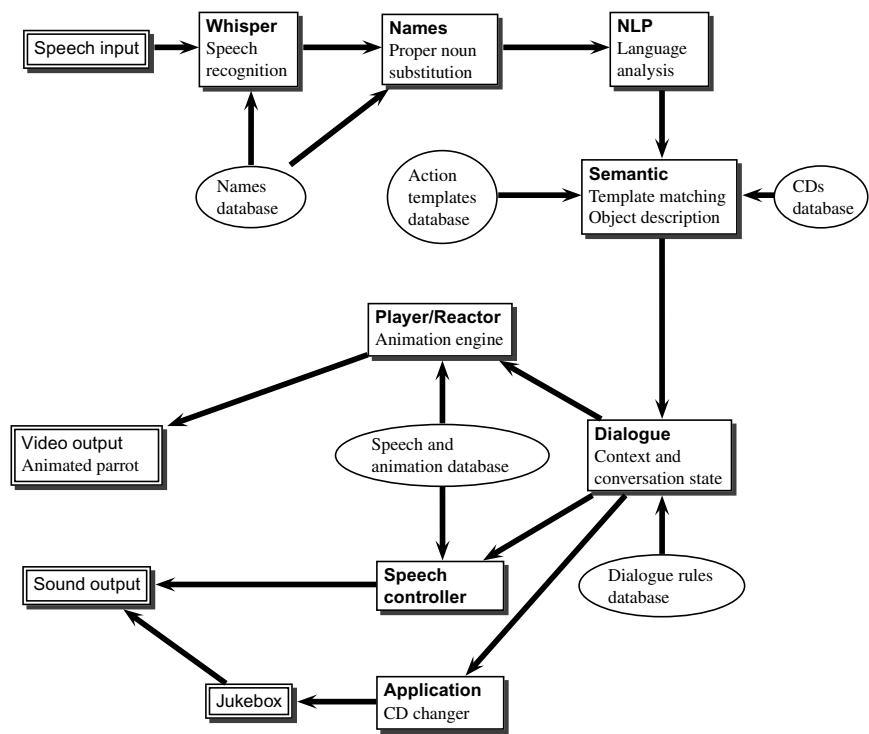 Speech input
Whisper
Speech
recognition
Names
Proper noun
substitution
NLP
Language
analysis
Names
database
Action
templates
database
Semantic
Template matching
Object description
CDs
database
Player/Reactor
Animation engine
Video output
Animated parrot
Speech and
animation database
Dialogue
Context and
conversation state
Sound output
Speech
controller
Dialogue rules
database
Jukebox
Application
CD changer